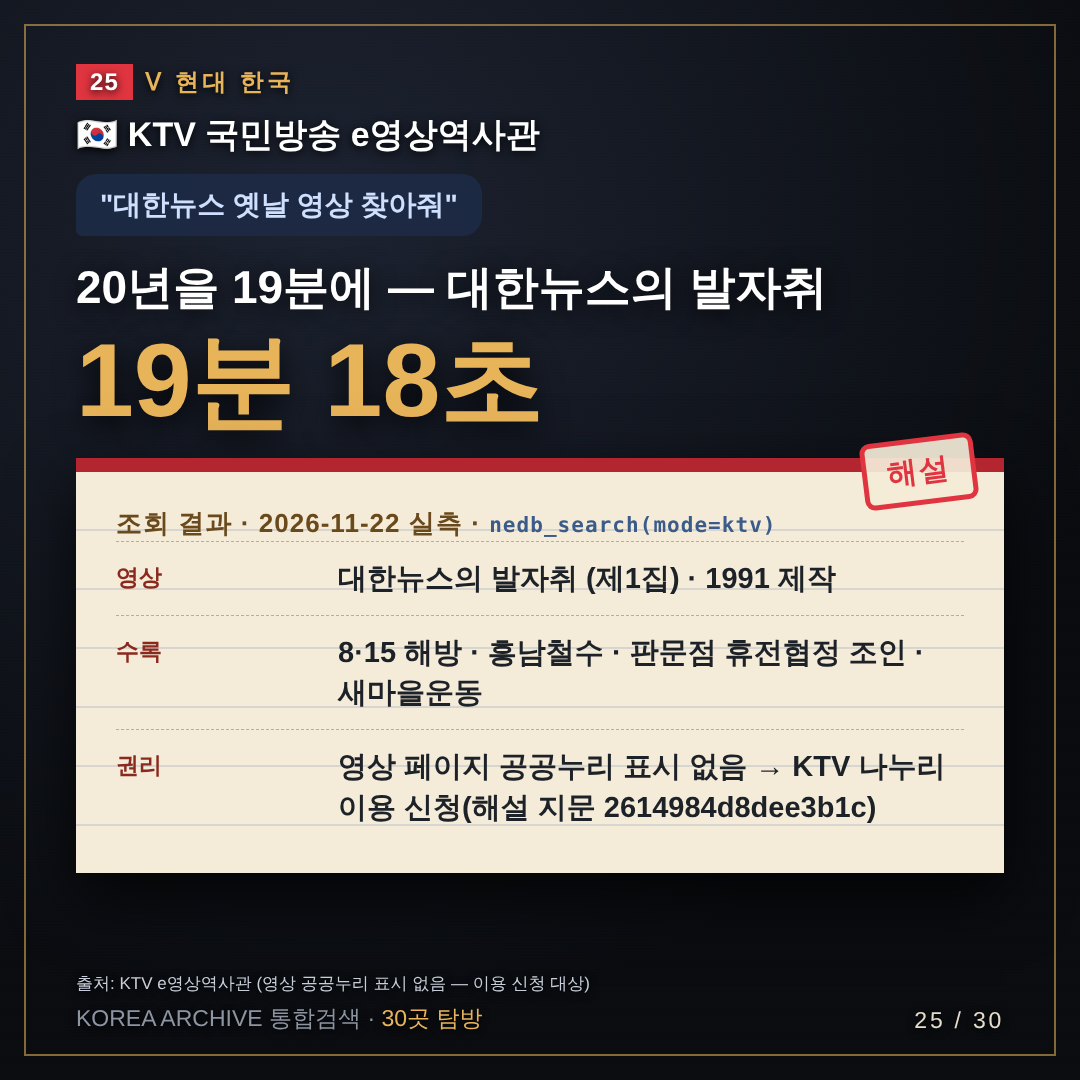 25 V 현대 한국
KTV 국민방송 e영상역사관
"대한뉴스 옛날 영상 찾아줘"
20년을 19분에 — 대한뉴스의 발자취
19분 18초
해설
조회 결과 · 2026-11-22 실측 · nedb_search(mode=ktv)
영상 대한뉴스의 발자취 (제1집) · 1991 제작
수록 8·15 해방 · 흥남철수 · 판문점 휴전협정 조인 ·
새마을운동
권리 영상 페이지 공공누리 표시 없음 → KTV 나누리
이용 신청(해설 지문 2614984d8dee3b1c)
출처: KTV e영상역사관 (영상 공공누리 표시 없음 — 이용 신청 대상)
KOREA ARCHIVE 통합검색 · 30곳 탐방
25 / 30